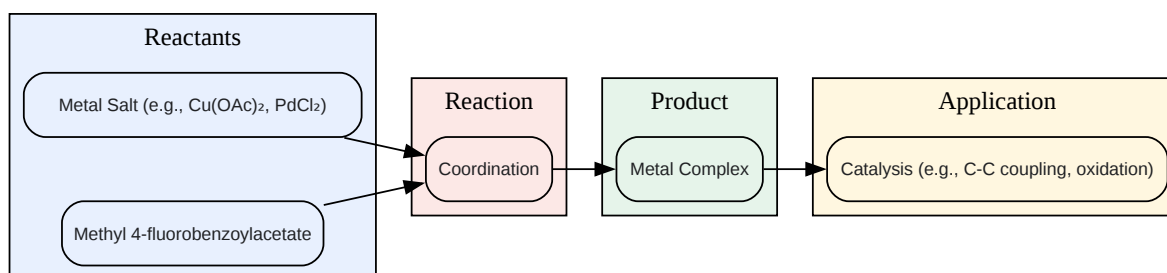 Reactants
Metal Salt (e.g., Cu(OAc)₂, PdCl₂)
Methyl 4-fluorobenzoylacetate
Reaction
Coordination
Product
Metal Complex
Application
Catalysis (e.g., C-C coupling, oxidation)